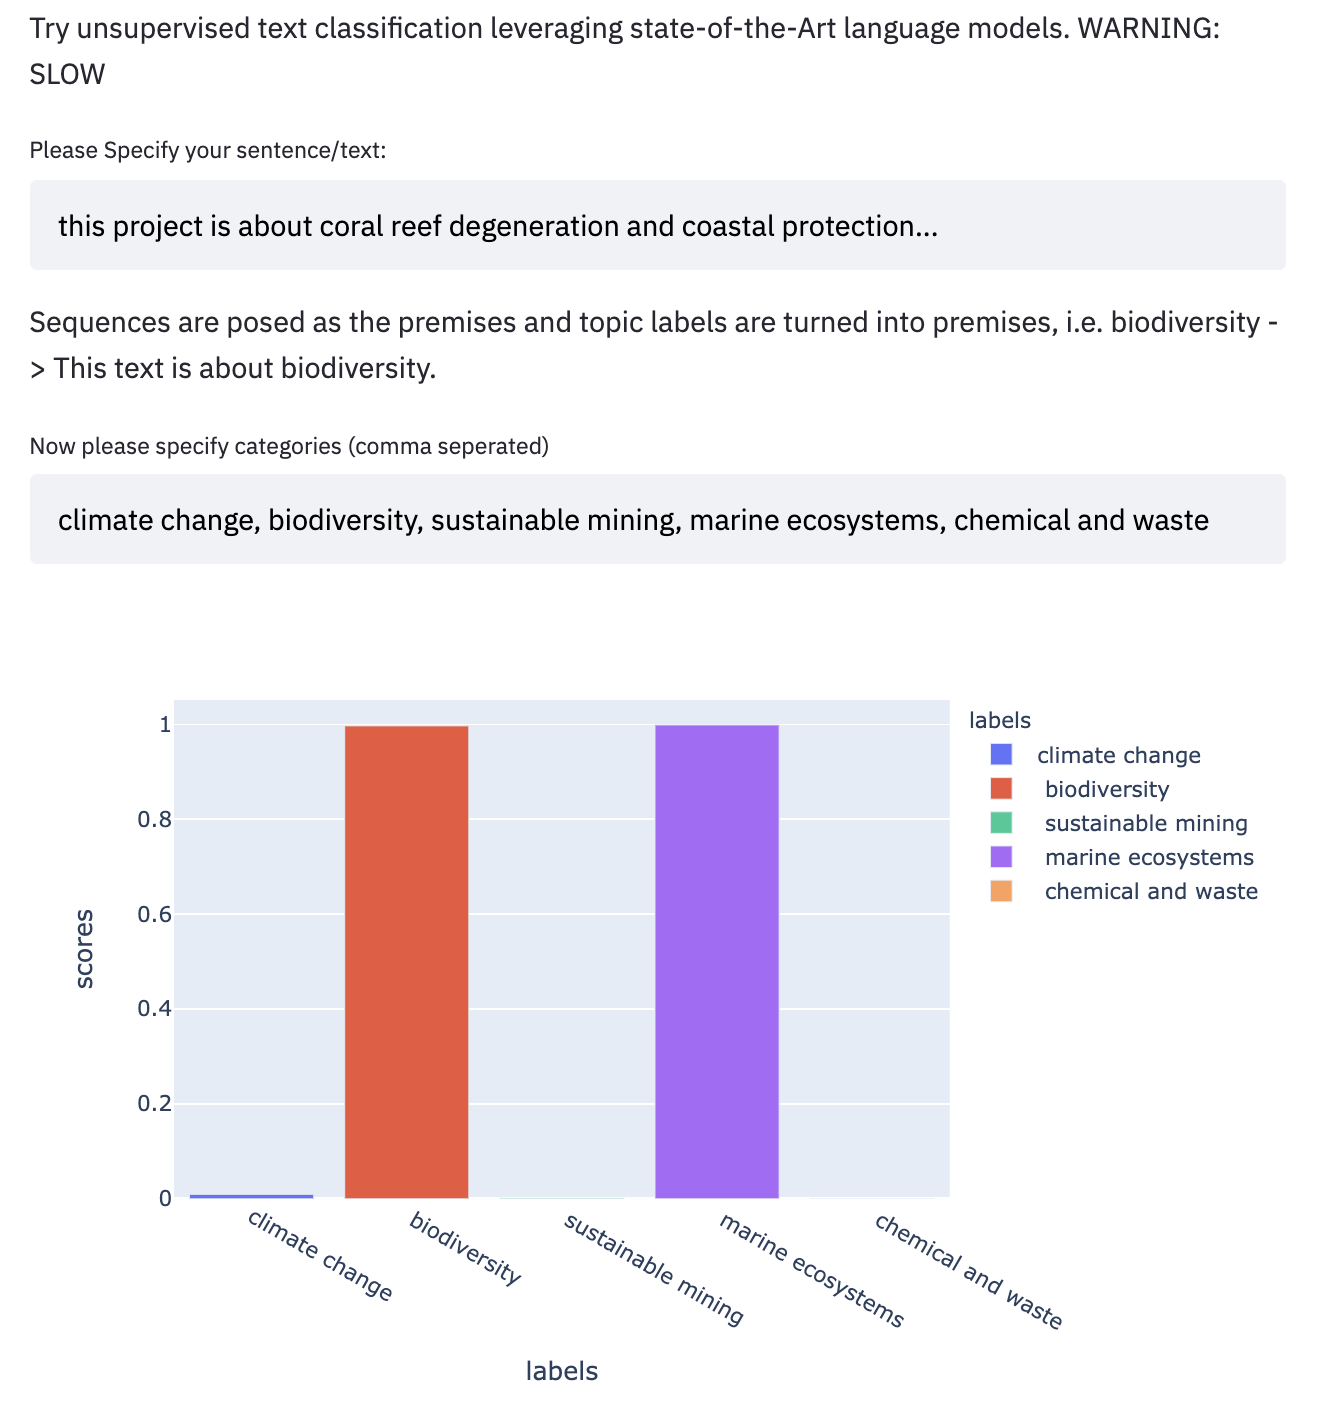 Try unsupervised text classification leveraging state-of-the-Art language models. WARNING:
SLOW
Please Specify your sentence/text:
this project is about coral reef degeneration and coastal protection...
Sequences are posed as the premises and topic labels are turned into premises, i.e. biodiversity -
> This text is about biodiversity.
Now please specify categories (comma seperated)
climate change, biodiversity, sustainable mining, marine ecosystems, chemical and waste
1
0.8
0.6
0.4
0.2
0
scores
climate change
biodiversity
sustainable mining
marine ecosystems
chemical and waste
labels
labels
climate change
biodiversity
sustainable mining
marine ecosystems
chemical and waste